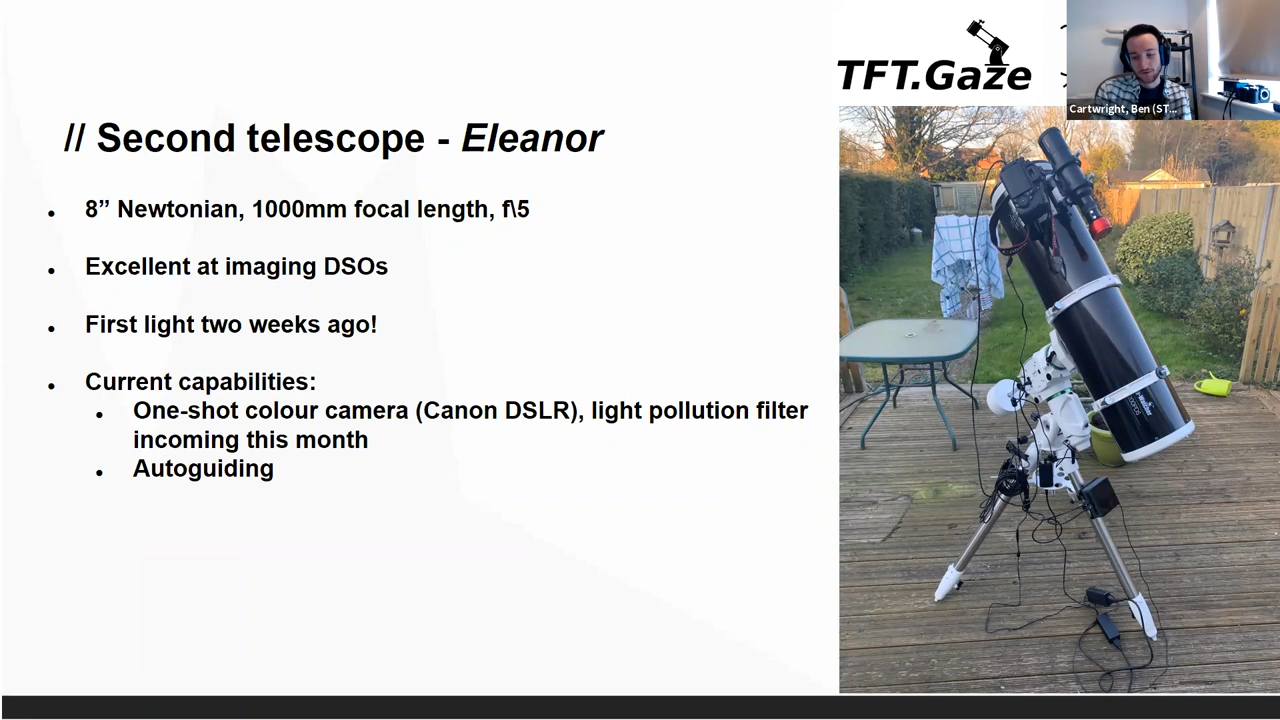 TFT.Gaze
Cartwright, Ben (ST...
// Second telescope - Eleanor
8” Newtonian, 1000mm focal length, f\5
Excellent at imaging DSOs
First light two weeks ago!
Current capabilities:
One-shot colour camera (Canon DSLR), light pollution filter
incoming this month
Autoguiding